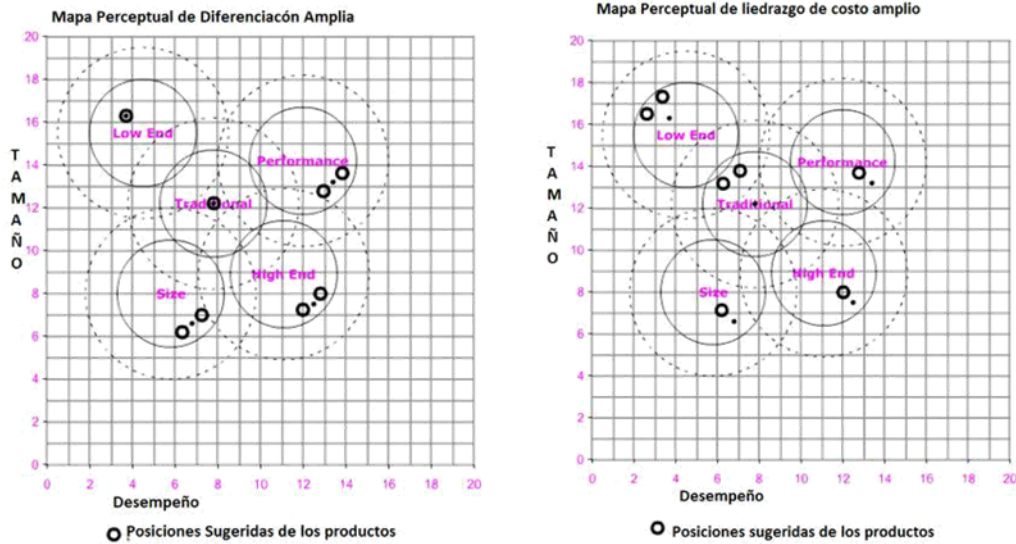 Mapa Perceptual de Diferenciacón Amplia
20
18
16
14
12
10
8
6
4
2
0
T
A
M
A
Ñ
O
Low End
Performance
Traditional
High End
Size
0 2 4 6 8 10 12 14 16 18 20
Desempeño
Posiciones Sugeridas de los productos
Mapa Perceptual de liedrazgo de costo amplio
20
18
16
14
12
10
8
6
4
2
0
T
A
M
A
Ñ
O
Low End
Performance
Traditional
High End
Size
0 2 4 6 8 10 12 14 16 18 20
Desempeño
Posiciones sugeridas de los productos